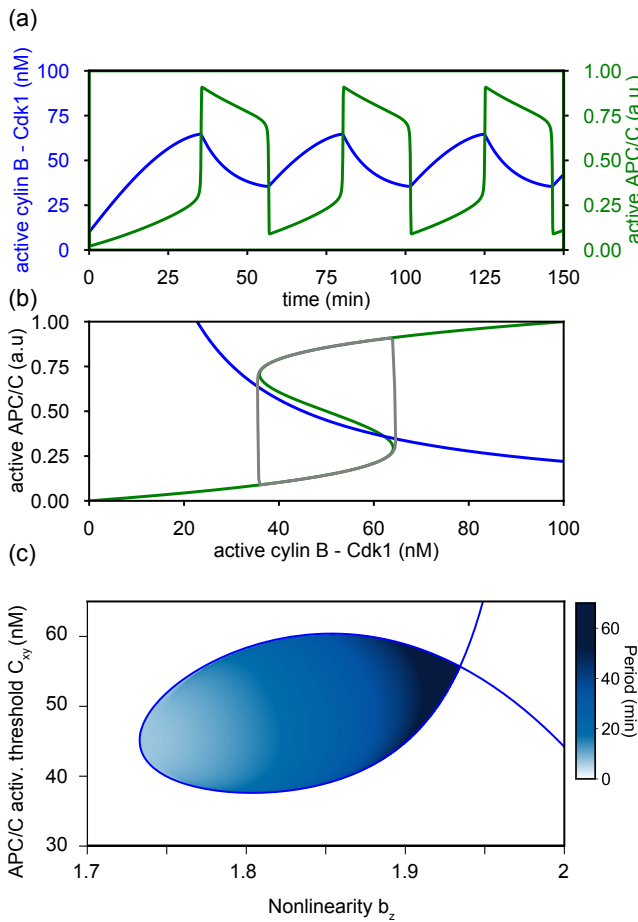 (a)
active cylin B - Cdk1 (nM)
100
75
50
25
0
1.00
0.75
0.50
0.25
0.00
active APC/C (a.u)
0 25 50 75 100 125 150
time (min)
(b)
active APC/C (a.u)
1.00
0.75
0.50
0.25
0.00
0 20 40 60 80 100
active cylin B - Cdk1 (nM)
(c)
APC/C activ. threshold C_xy (nM)
60
50
40
30
1.7 1.8 1.9 2
Nonlinearity b_z
60
40
20
0
Period (min)